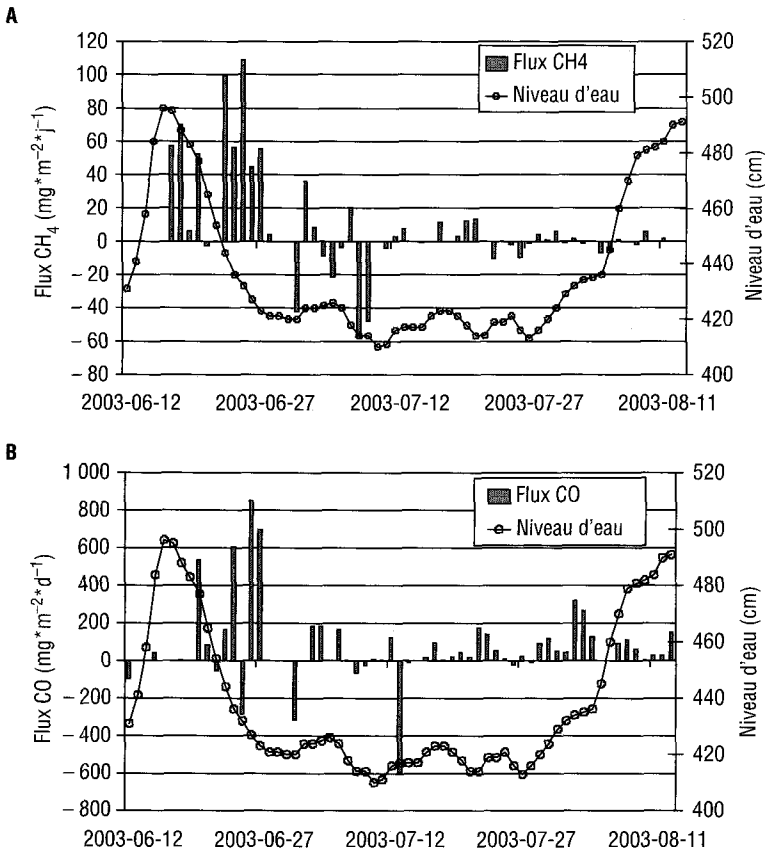 A
120
100
80
60
40
20
0
– 20
– 40
– 60
– 80
Flux CH4 (mg*m–2*j–1)
Flux CH4
Niveau d'eau
520
500
480
460
440
420
400
Niveau d'eau (cm)
2003-06-12 2003-06-27 2003-07-12 2003-07-27 2003-08-11
B
1 000
800
600
400
200
0
– 200
– 400
– 600
– 800
Flux CO (mg*m–2*d–1)
Flux CO
Niveau d'eau
520
500
480
460
440
420
400
Niveau d'eau (cm)
2003-06-12 2003-06-27 2003-07-12 2003-07-27 2003-08-11